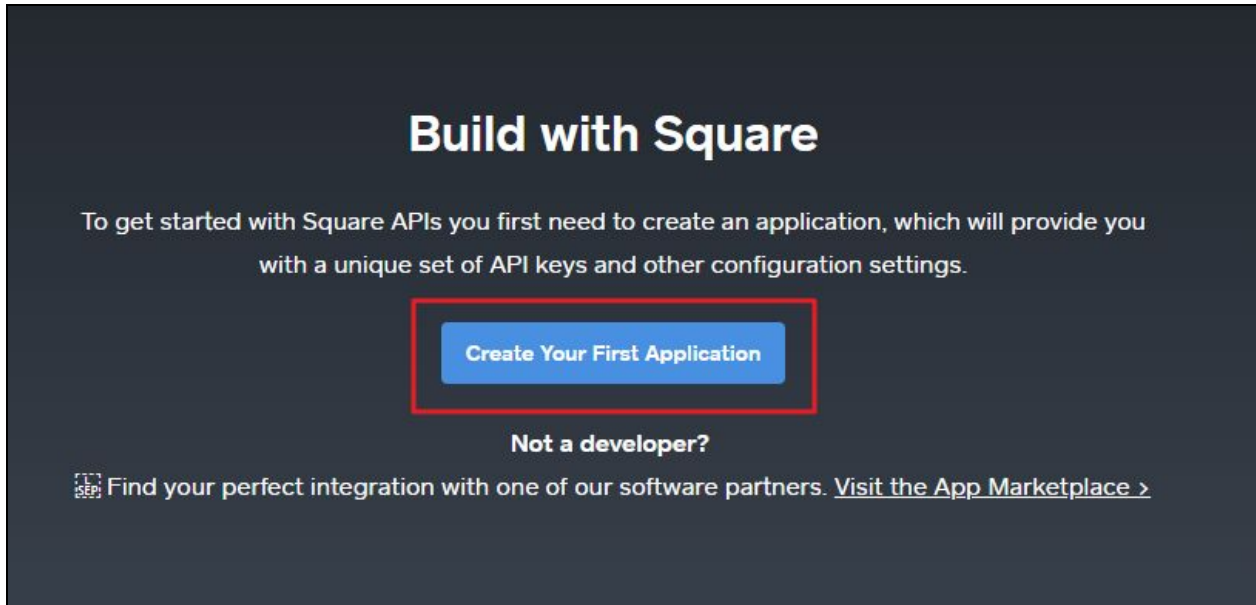 Build with Square
To get started with Square APIs you first need to create an application, which will provide you
with a unique set of API keys and other configuration settings.
Create Your First Application
Not a developer?
L SEP Find your perfect integration with one of our software partners. Visit the App Marketplace >